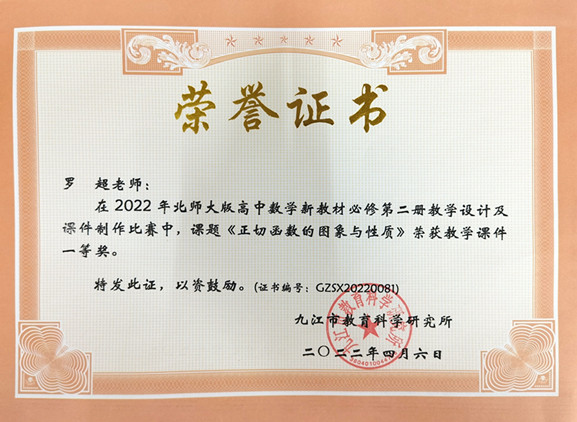 荣誉证书
罗 超老师：
在2022年北师大版高中数学新教材必修第二册教学设计及
课件制作比赛中，课题《正切函数的图象与性质》荣获教学课件
一等奖。
特发此证，以资鼓励。(证书编号：GZSX20220081)
九江市教育科学研究所
二〇二二年四月六日